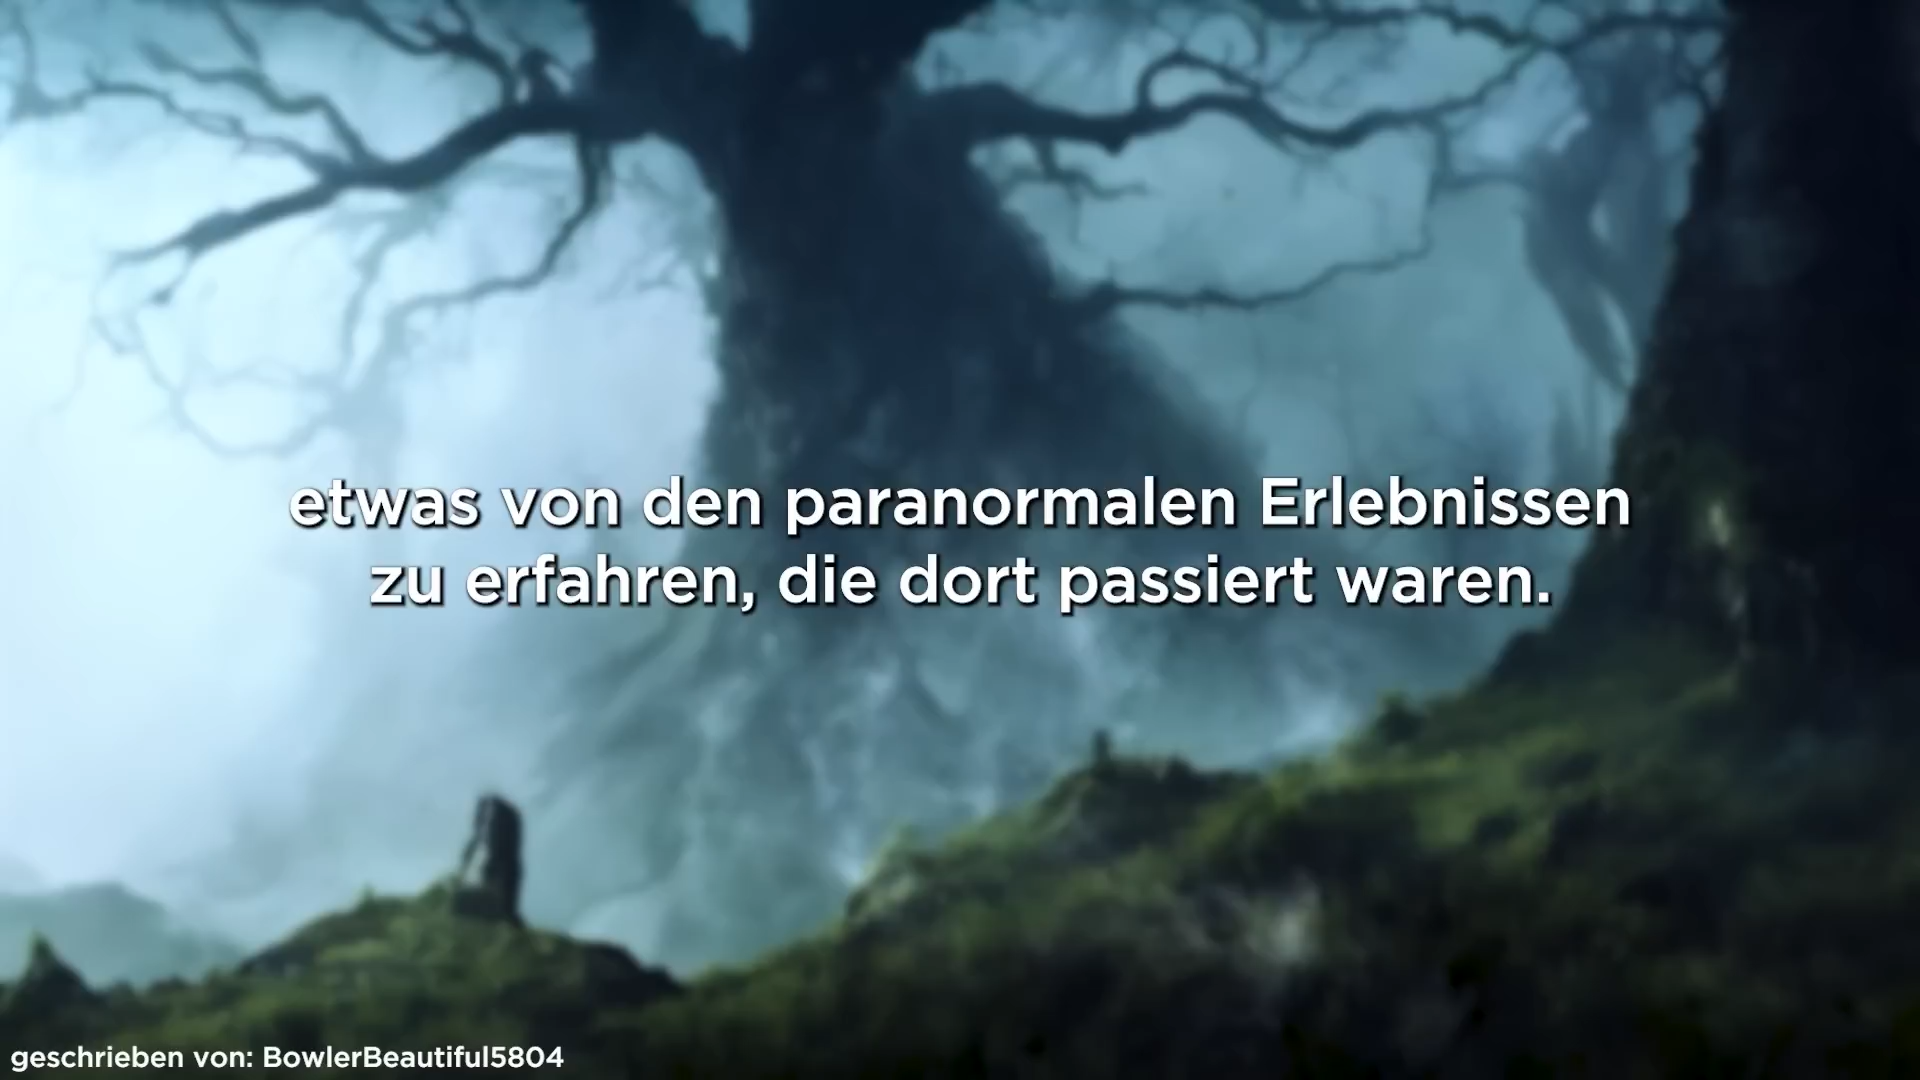 etwas von den paranormalen Erlebnissen
zu erfahren, die dort passiert waren.
geschrieben von: BowlerBeautiful5804